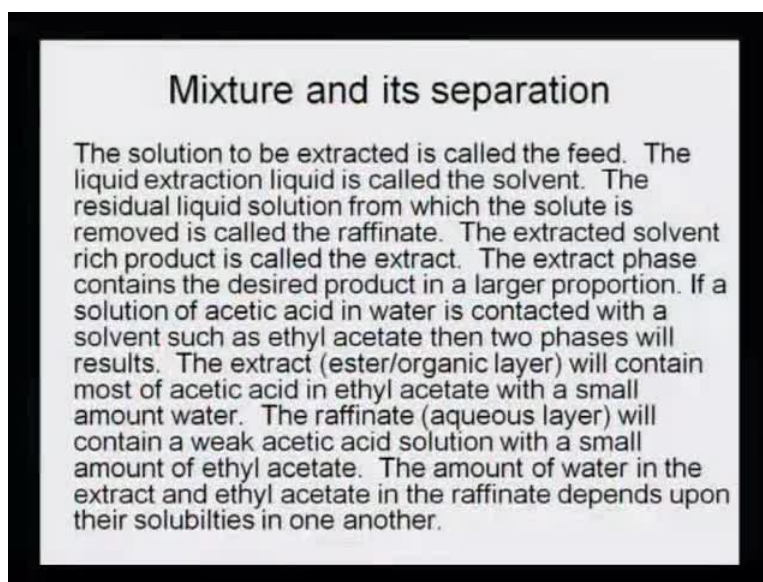 Mixture and its separation
The solution to be extracted is called the feed.  The
liquid extraction liquid is called the solvent.  The
residual liquid solution from which the solute is
removed is called the raffinate.  The extracted solvent
rich product is called the extract.  The extract phase
contains the desired product in a larger proportion. If a
solution of acetic acid in water is contacted with a
solvent such as ethyl acetate then two phases will
results.  The extract (ester/organic layer) will contain
most of acetic acid in ethyl acetate with a small
amount water.  The raffinate (aqueous layer) will
contain a weak acetic acid solution with a small
amount of ethyl acetate.  The amount of water in the
extract and ethyl acetate in the raffinate depends upon
their solubilties in one another.